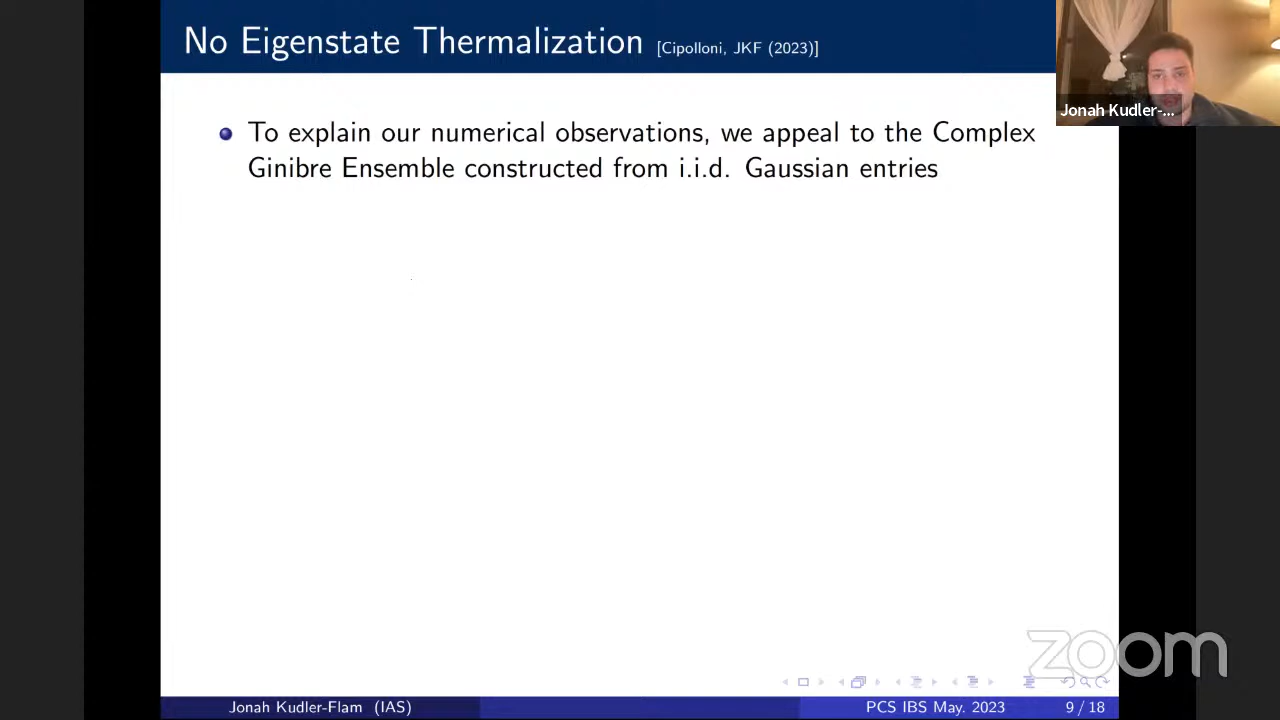 No Eigenstate Thermalization [Cipolloni, JKF (2023)]
Jonah Kudler-...
To explain our numerical observations, we appeal to the Complex
Ginibre Ensemble constructed from i.i.d. Gaussian entries
zoom
Jonah Kudler-Flam (IAS) PCS IBS May. 2023 9 / 18